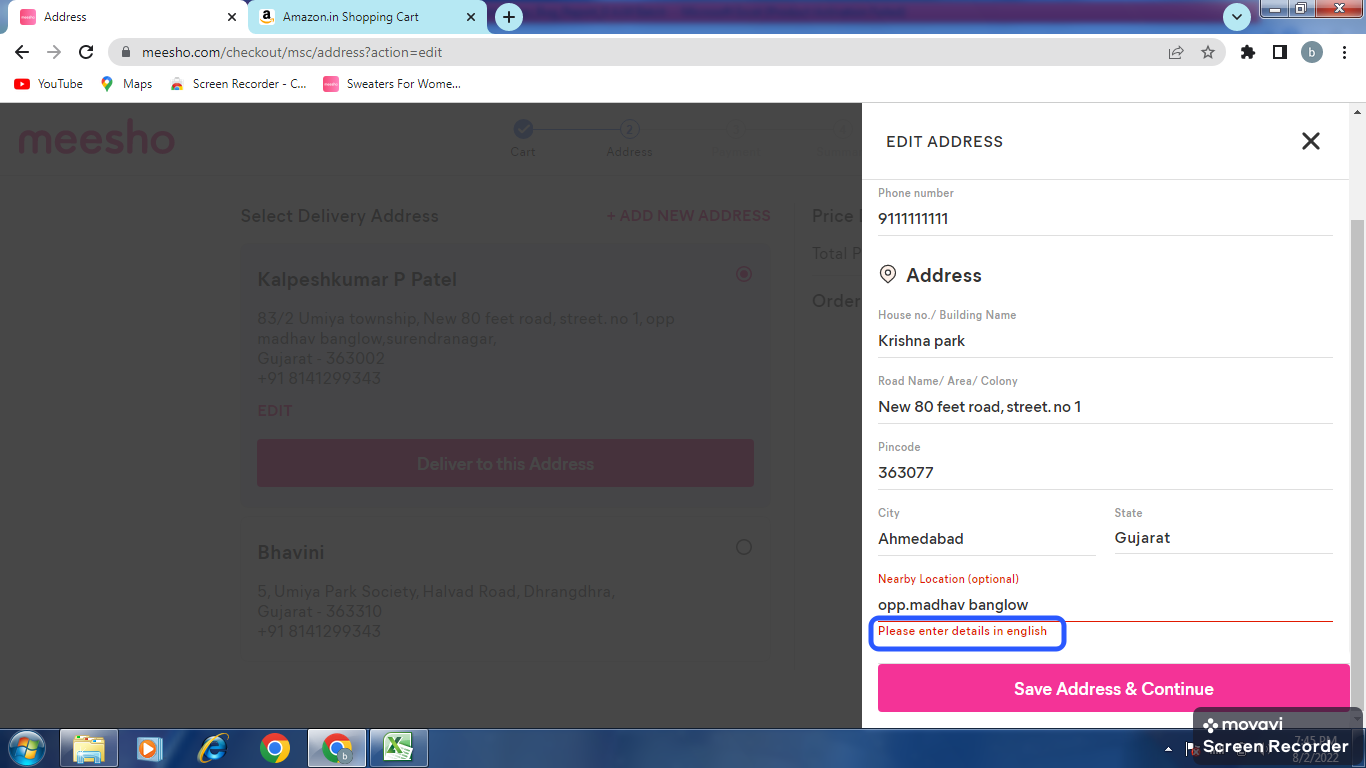 Address
Amazon.in Shopping Cart
meesho.com/checkout/msc/address?action=edit
b
YouTube
Maps
Screen Recorder - C...
Sweaters For Wome...
meesho
2
Cart
Address
Select Delivery Address
+ ADD NEW ADDRESS
Kalpeshkumar P Patel
83/2 Umiya township, New 80 feet road, street. no 1, opp
madhav banglow,surendranagar,
Gujarat - 363002
+91 8141299343
EDIT
Deliver to this Address
Bhavini
5, Umiya Park Society, Halvad Road, Dhrangdhra,
Gujarat - 363310
+91 8141299343
Price
Total P
Order
EDIT ADDRESS
Phone number
9111111111
Address
House no./ Building Name
Krishna park
Road Name/ Area/ Colony
New 80 feet road, street. no 1
Pincode
363077
City
Ahmedabad
State
Gujarat
Nearby Location (optional)
opp.madhav banglow
Please enter details in english
Save Address & Continue
movavi
Screen Recorder
7:45 PM
8/2/2022